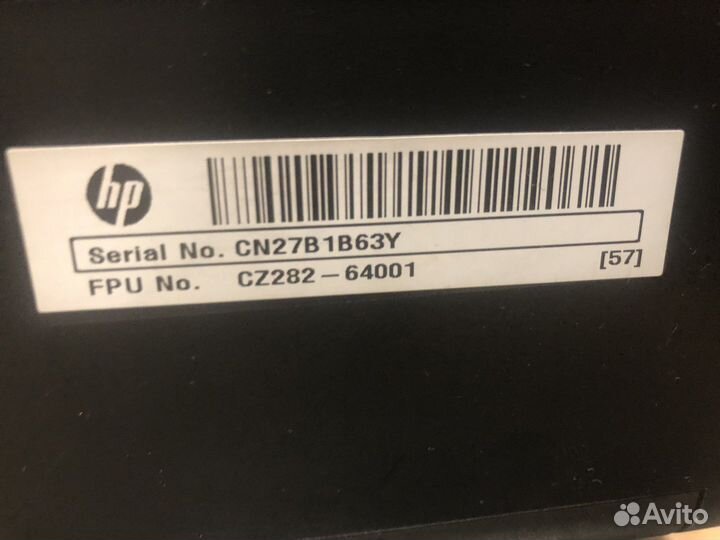 hp
Serial No. CN27B1B63Y
FPU No. CZ282-64001 [57]
Avito